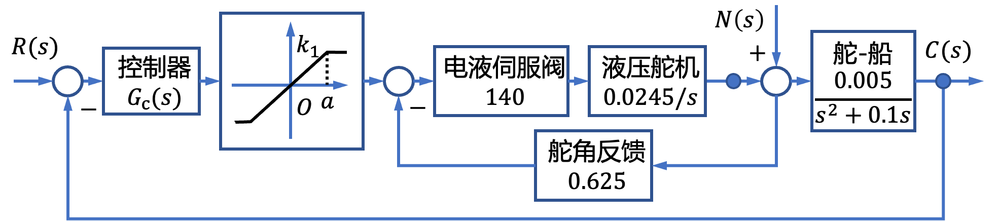 R(s)
−
控制器
G_c(s)
k₁
O
a
−
电液伺服阀
140
液压舵机
0.0245/s
N(s)
+
舵-船
0.005
s² + 0.1s
C(s)
舵角反馈
0.625